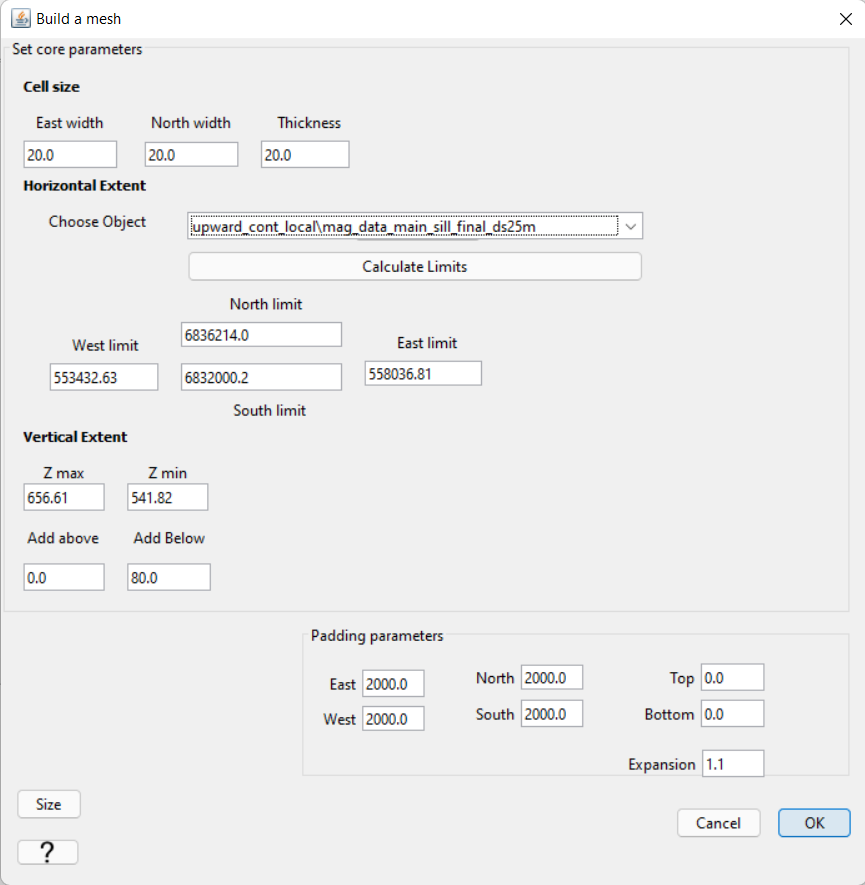 Build a mesh
Set core parameters
Cell size
East width North width Thickness
20.0 20.0 20.0
Horizontal Extent
Choose Object upward_cont_local\mag_data_main_sill_final_ds25m
Calculate Limits
North limit
6836214.0
West limit East limit
553432.63 6832000.2 558036.81
South limit
Vertical Extent
Z max Z min
656.61 541.82
Add above Add Below
0.0 80.0
Padding parameters
East 2000.0 North 2000.0 Top 0.0
West 2000.0 South 2000.0 Bottom 0.0
Expansion 1.1
Size
Cancel OK
?